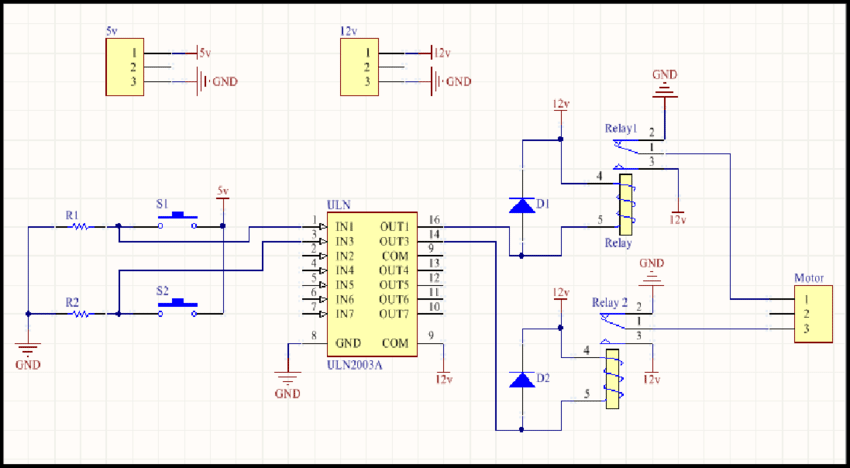 5v
1
2
3
5v
GND
12v
1
2
3
12v
GND
GND
12v
Relay1
2
1
3
4
5
12v
D1
Relay
R1
S1
5v
R2
S2
GND
ULN
1 IN1 OUT1 16
3 IN3 OUT3 14
2 IN2 COM 9
4 IN4 OUT4 13
5 IN5 OUT5 12
6 IN6 OUT6 11
7 IN7 OUT7 10
8 GND COM 9
ULN2003A
GND
12v
GND
12v
Relay 2
2
1
3
4
5
12v
D2
Motor
1
2
3